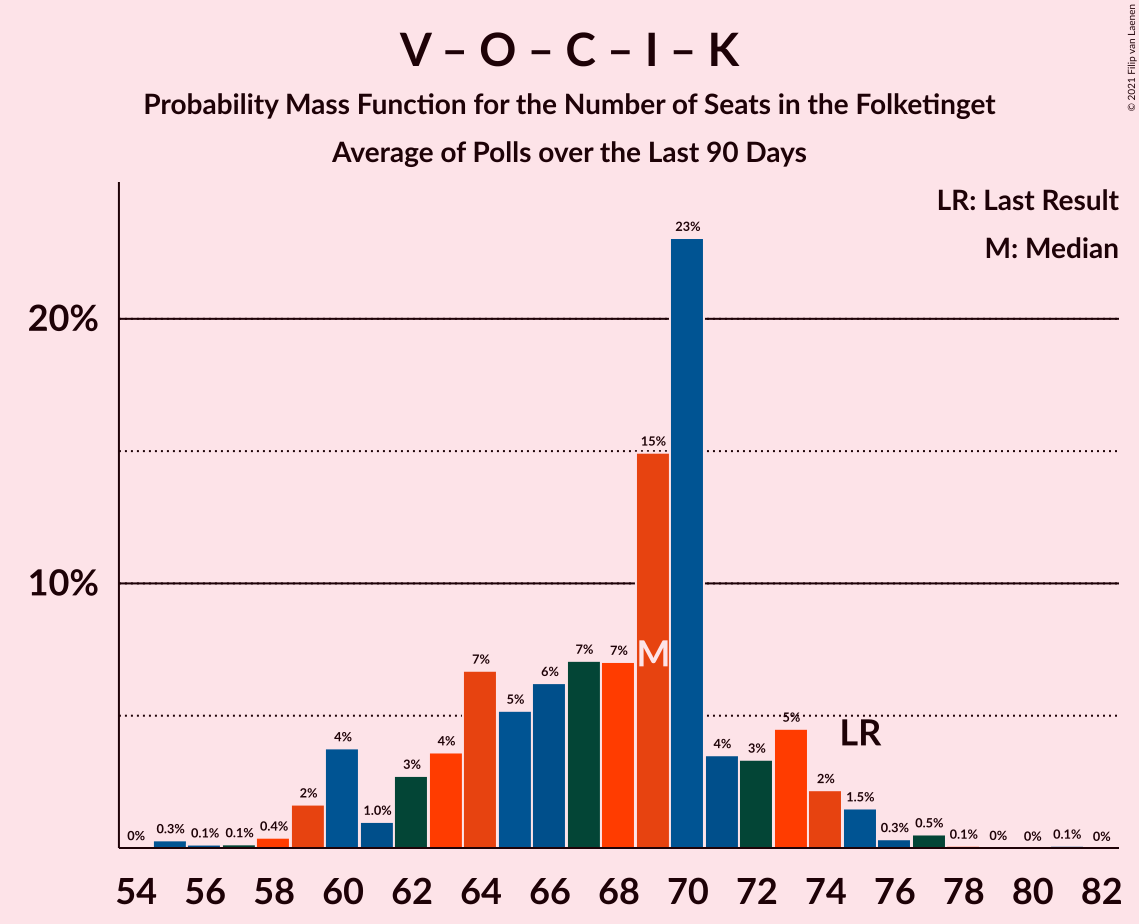 V – O – C – I – K
Probability Mass Function for the Number of Seats in the Folketinget
Average of Polls over the Last 90 Days
© 2021 Filip van Laenen
LR: Last Result
M: Median
20%
10%
0% 0.3% 0.1% 0.1% 0.4% 2% 4% 1.0% 3% 4% 7% 5% 6% 7% 7% 15% 23% 4% 3% 5% 2% 1.5% 0.3% 0.5% 0.1% 0% 0% 0.1% 0%
M
LR
54 56 58 60 62 64 66 68 70 72 74 76 78 80 82